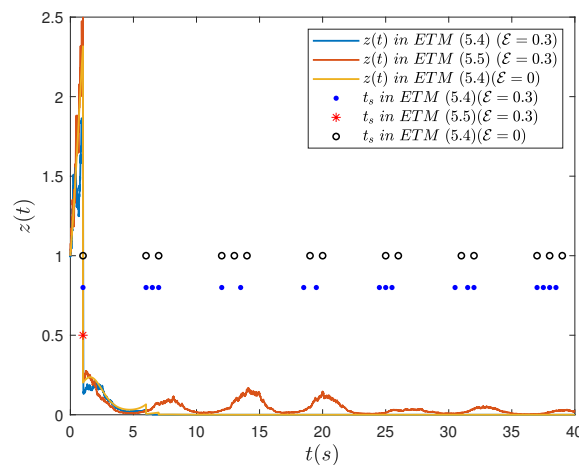 2.5
2
1.5
1
0.5
0
z(t)
z(t) in ETM (5.4) (ℰ = 0.3)
z(t) in ETM (5.5) (ℰ = 0.3)
z(t) in ETM (5.4)(ℰ = 0)
t_s in ETM (5.4)(ℰ = 0.3)
t_s in ETM (5.5)(ℰ = 0.3)
t_s in ETM (5.4)(ℰ = 0)
0 5 10 15 20 25 30 35 40
t(s)